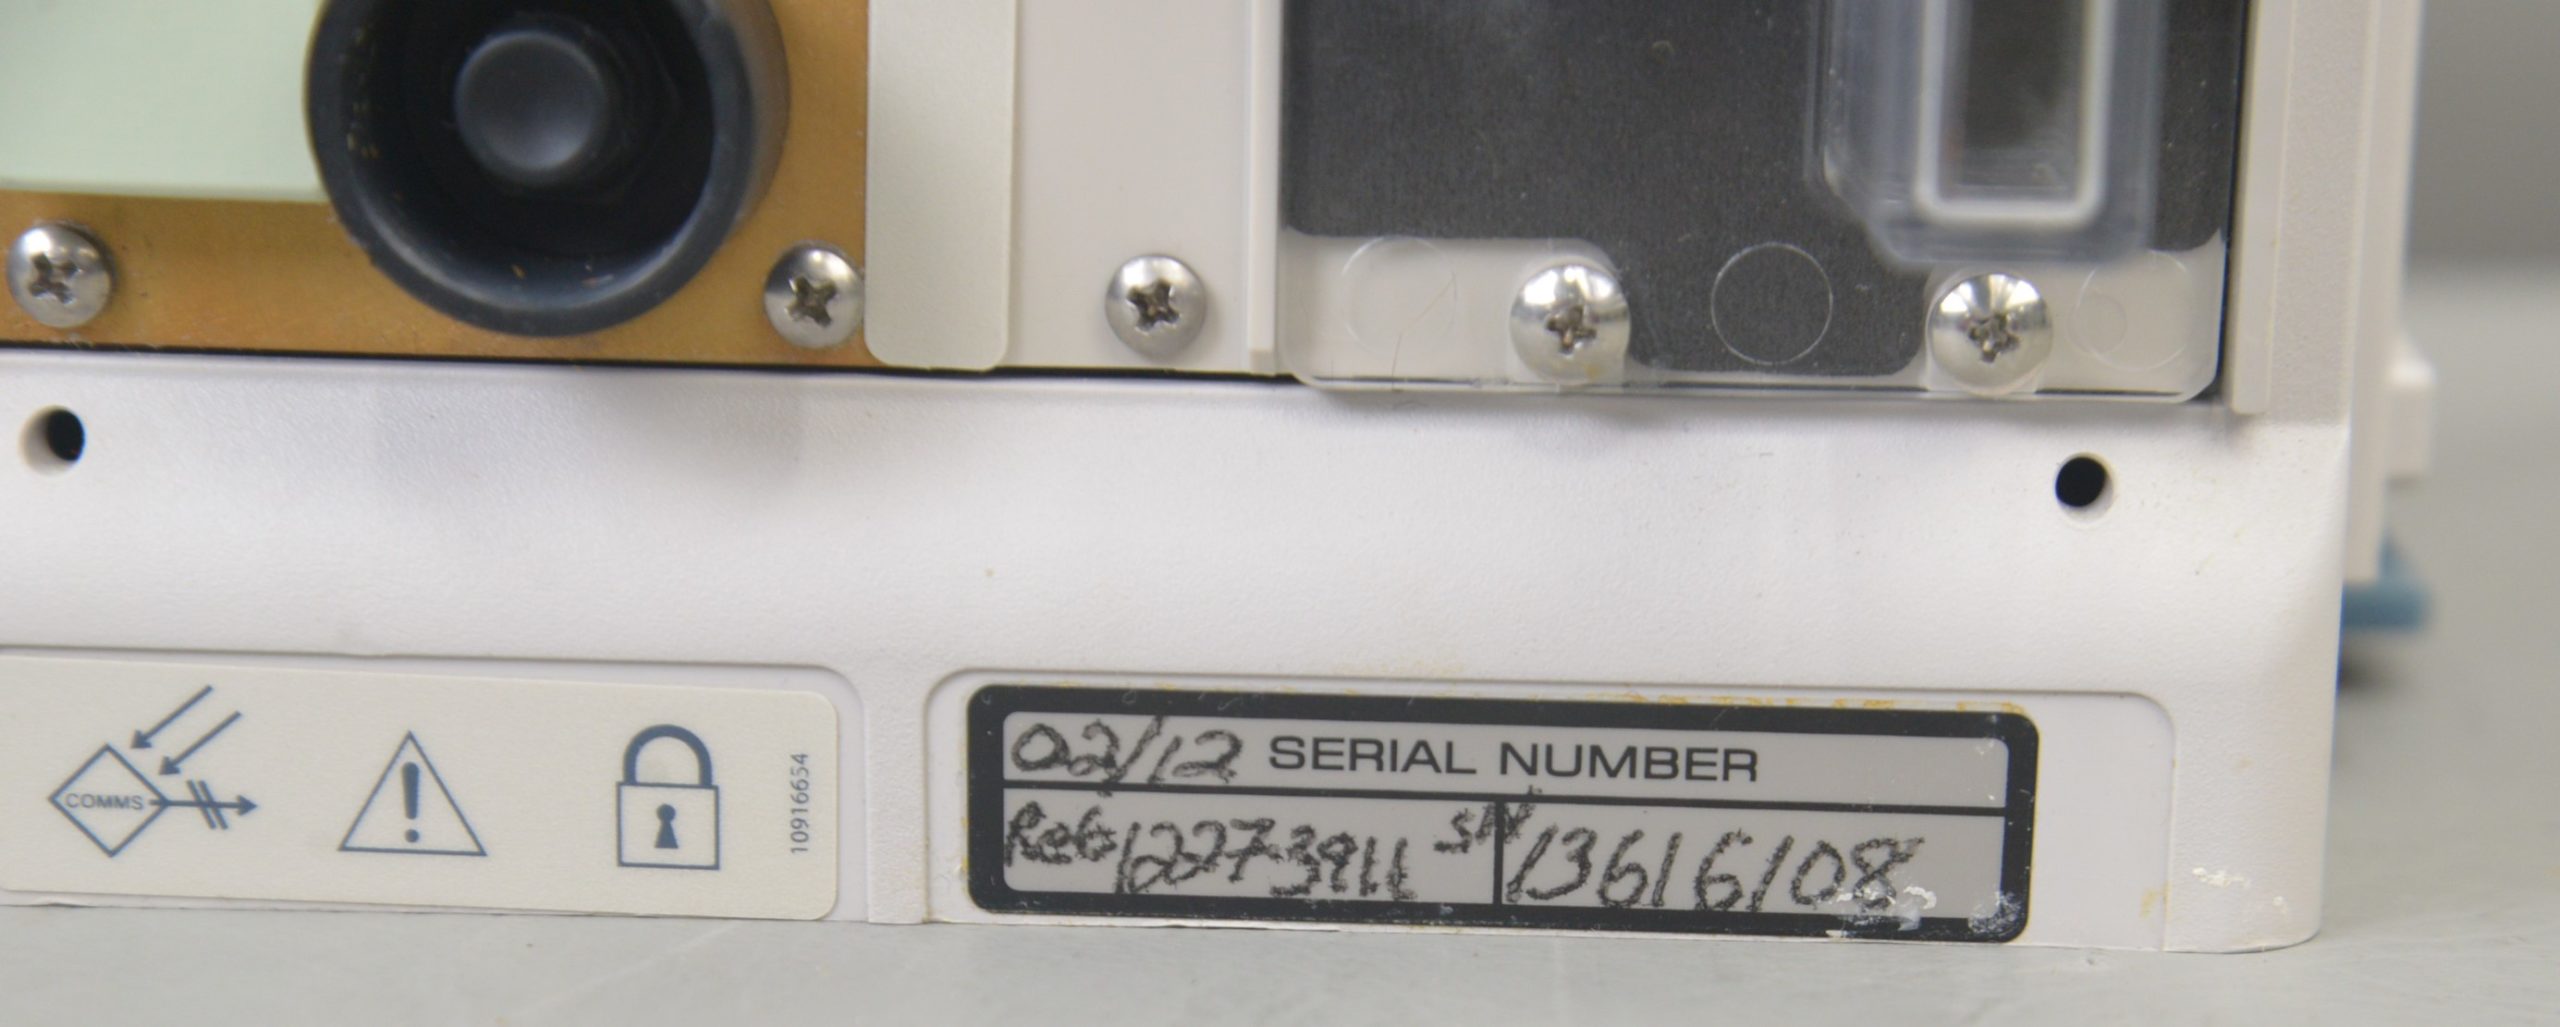 COMMS
10916654
02/12 SERIAL NUMBER
Ref 12273911 SN 13616108